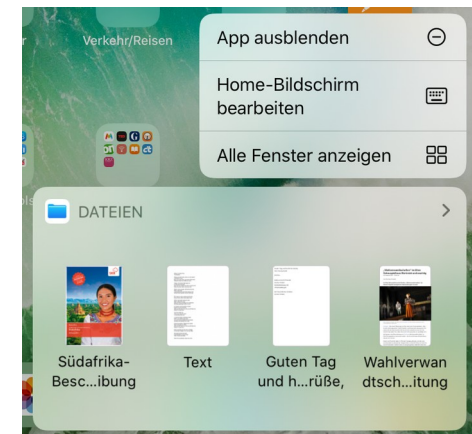 Verkehr/Reisen
App ausblenden
Home-Bildschirm
bearbeiten
Alle Fenster anzeigen
DATEIEN
Südafrika-
Besc...ibung
Text
Guten Tag
und h...rüße,
Wahlverwan
dtsch...itung